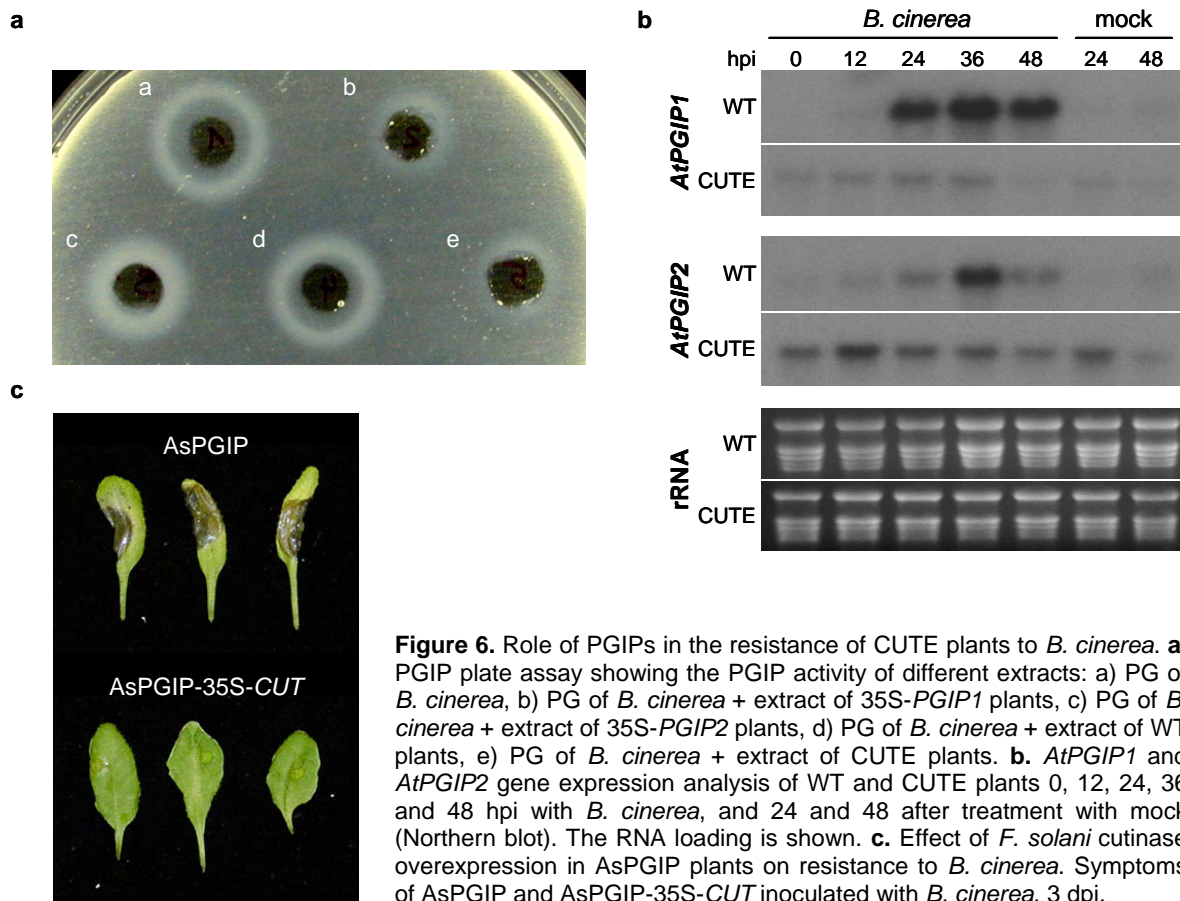 a
a
b
c
d
e
b
B. cinerea
mock
hpi 0 12 24 36 48 24 48
AtPGIP1
WT
CUTE
AtPGIP2
WT
CUTE
rRNA
WT
CUTE
c
AsPGIP
AsPGIP-35S-CUT
Figure 6. Role of PGIPs in the resistance of CUTE plants to B. cinerea. a
PGIP plate assay showing the PGIP activity of different extracts: a) PG o
B. cinerea, b) PG of B. cinerea + extract of 35S-PGIP1 plants, c) PG of B
cinerea + extract of 35S-PGIP2 plants, d) PG of B. cinerea + extract of WT
plants, e) PG of B. cinerea + extract of CUTE plants. b. AtPGIP1 and
AtPGIP2 gene expression analysis of WT and CUTE plants 0, 12, 24, 36
and 48 hpi with B. cinerea, and 24 and 48 after treatment with mock
(Northern blot). The RNA loading is shown. c. Effect of F. solani cutinase
overexpression in AsPGIP plants on resistance to B. cinerea. Symptoms
of AsPGIP and AsPGIP-35S-CUT inoculated with B. cinerea, 3 dpi.